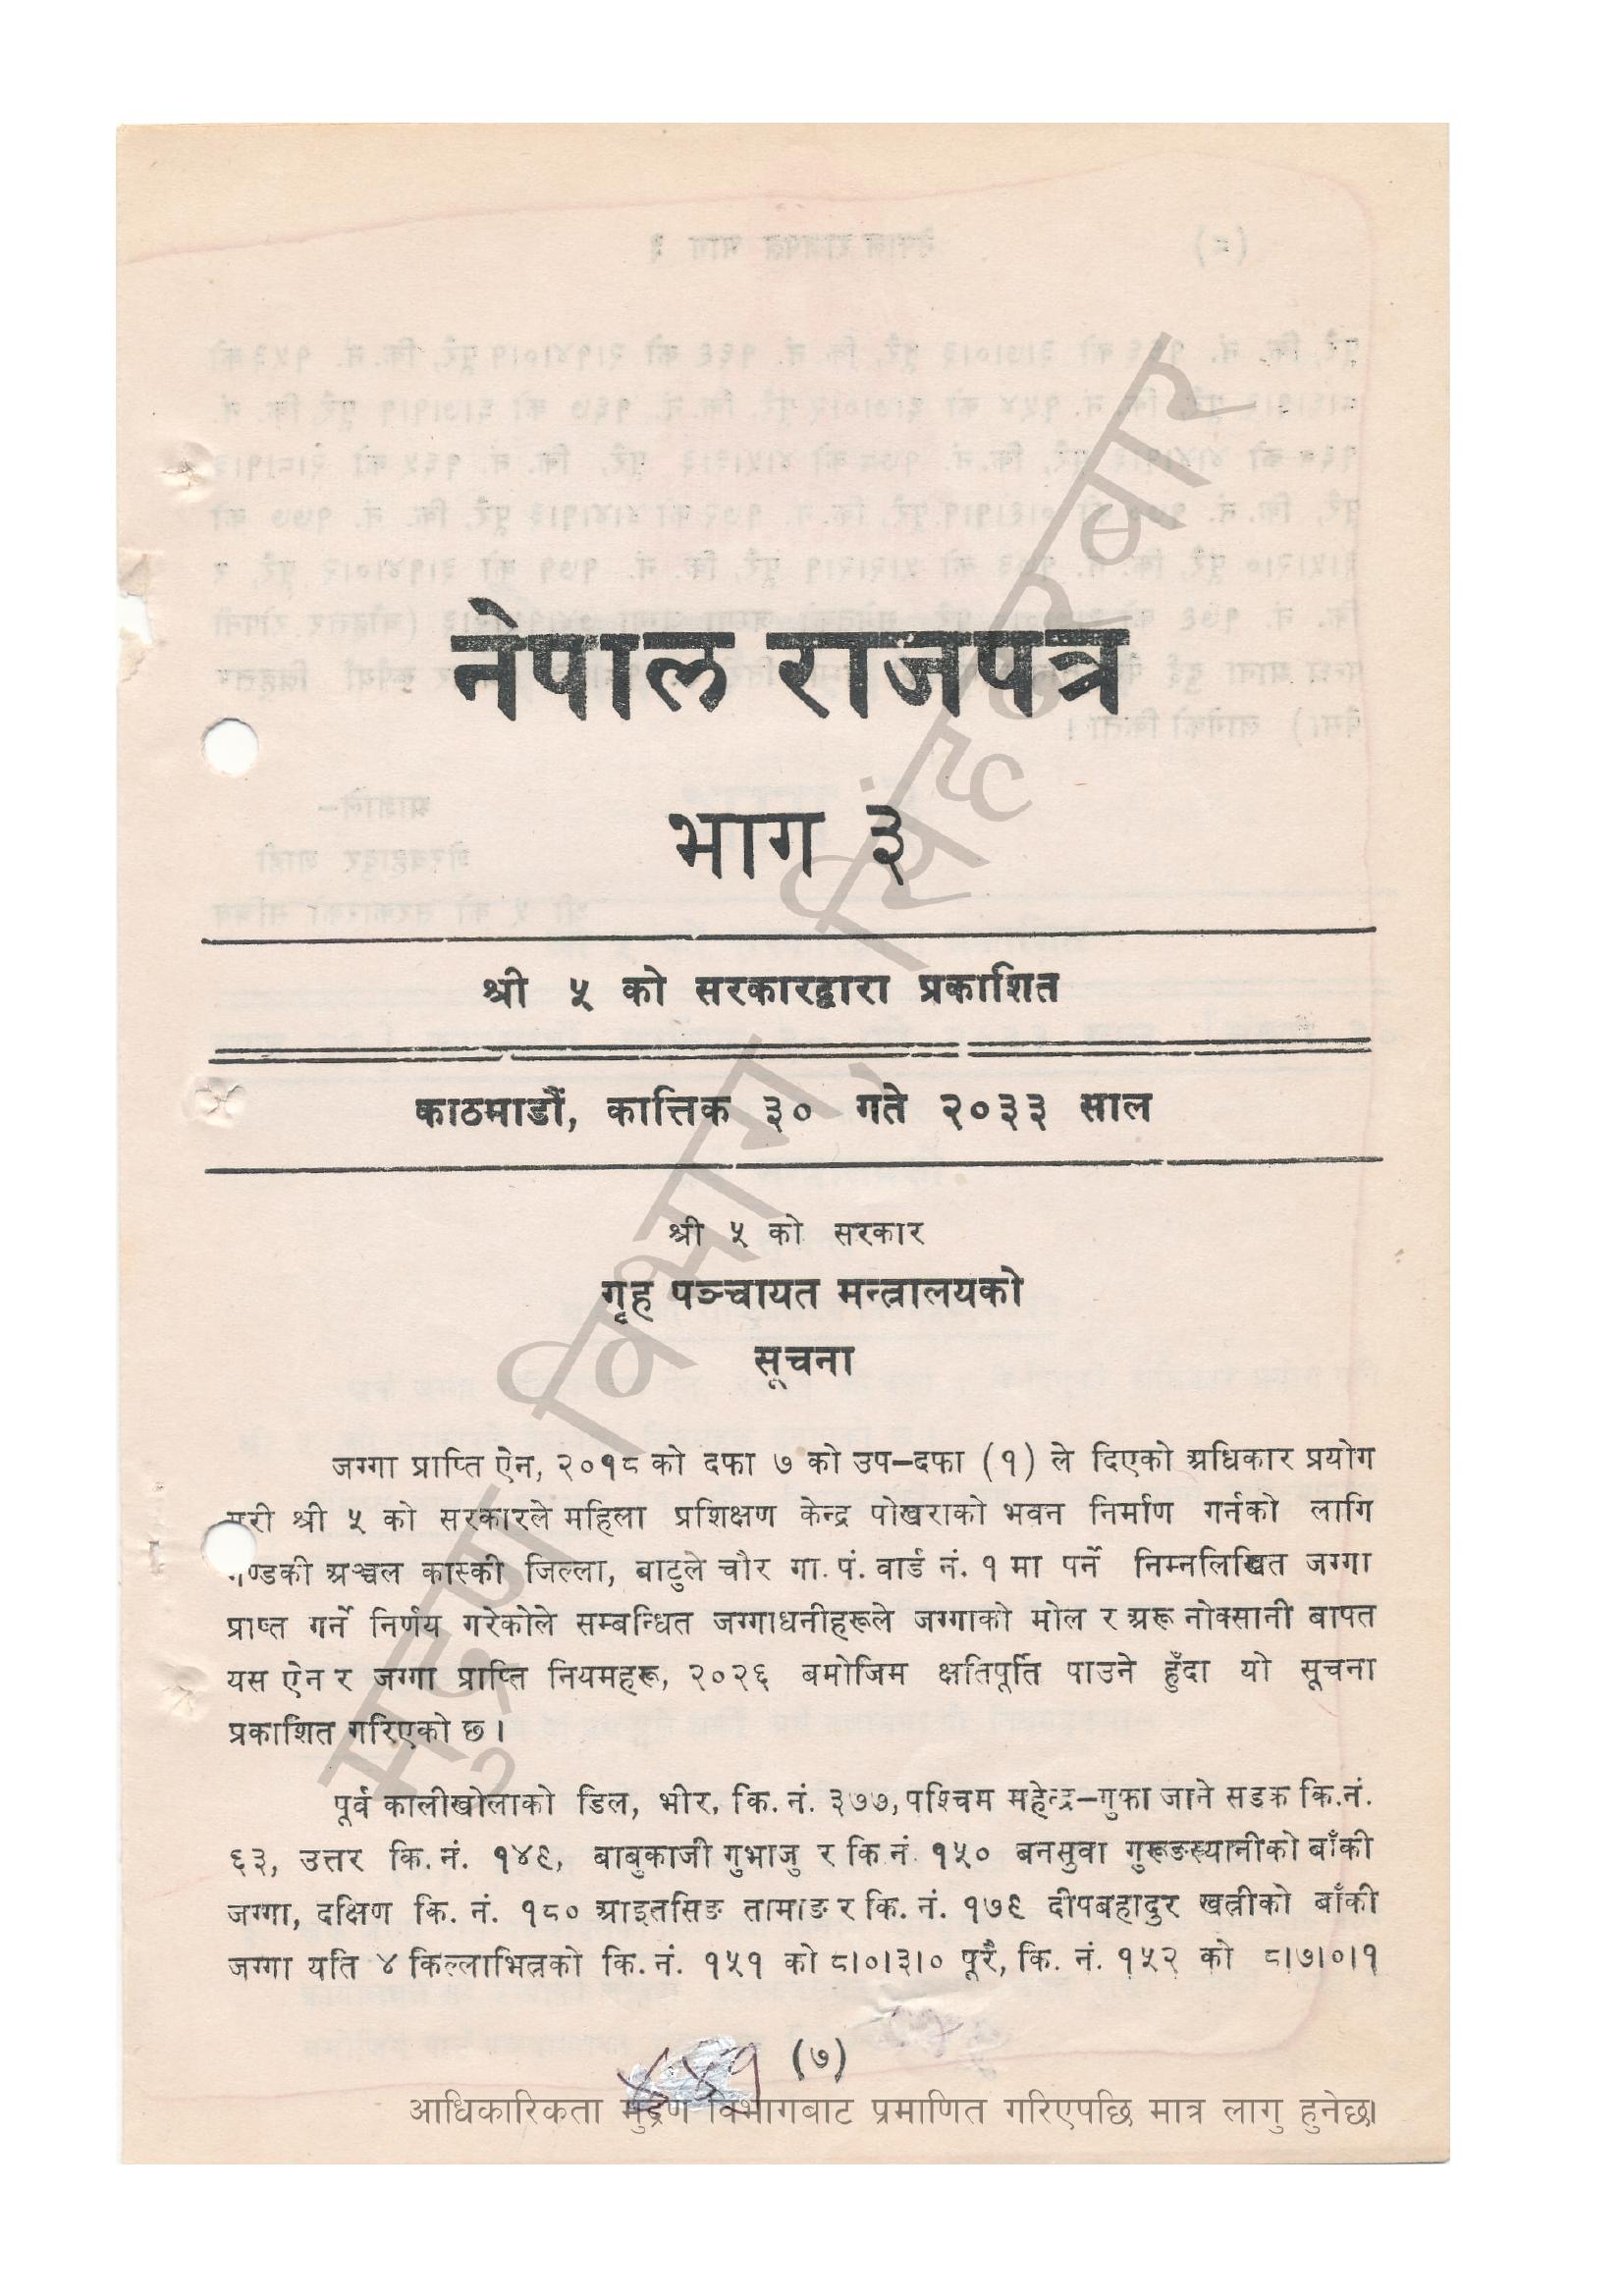 नेपाल राजपत्र
भाग ३
श्री ५ को सरकारद्वारा प्रकाशित
काठमाडौं, कात्तिक ३० गते २०३३ साल
श्री ५ को सरकार
गृह पञ्चायत मन्त्रालयको
सूचना
जग्गा प्राप्ति ऐन, २०१८ को दफा ७ को उप–दफा (१) ले दिएको अधिकार प्रयोग
गरी श्री ५ को सरकारले महिला प्रशिक्षण केन्द्र पोखराको भवन निर्माण गर्नको लागि
गण्डकी अञ्चल कास्की जिल्ला, बाटुले चौर गा. पं. वार्ड नं. १ मा पर्ने निम्नलिखित जग्गा
प्राप्त गर्ने निर्णय गरेकोले सम्बन्धित जग्गाधनीहरूले जग्गाको मोल र अरू नोक्सानी बापत
यस ऐन र जग्गा प्राप्ति नियमहरू, २०२६ बमोजिम क्षतिपूर्ति पाउने हुँदा यो सूचना
प्रकाशित गरिएको छ।
पूर्व कालीखोलाको डिल, भीर, कि. नं. ३७७, पश्चिम महेन्द्र–गुफा जाने सडक कि.नं.
६३, उत्तर कि. नं. १४९, बाबुकाजी गुभाजु र कि नं १५० बनसुवा गुरूङस्यानीको बाँकी
जग्गा, दक्षिण कि. नं. १८० आइतसिङ तामाङ र कि. नं. १७९ दीपबहादुर खत्रीको बाँकी
जग्गा यति ४ किल्लाभित्रको कि. नं. १५१ को ८।०।३।० पूरै, कि. नं. १५२ को ८।७।०।१
४४१ (७)
आधिकारिकता मुद्रण विभागबाट प्रमाणित गरिएपछि मात्र लागु हुनेछ।
मुद्रण विभाग, सिंहदरबार